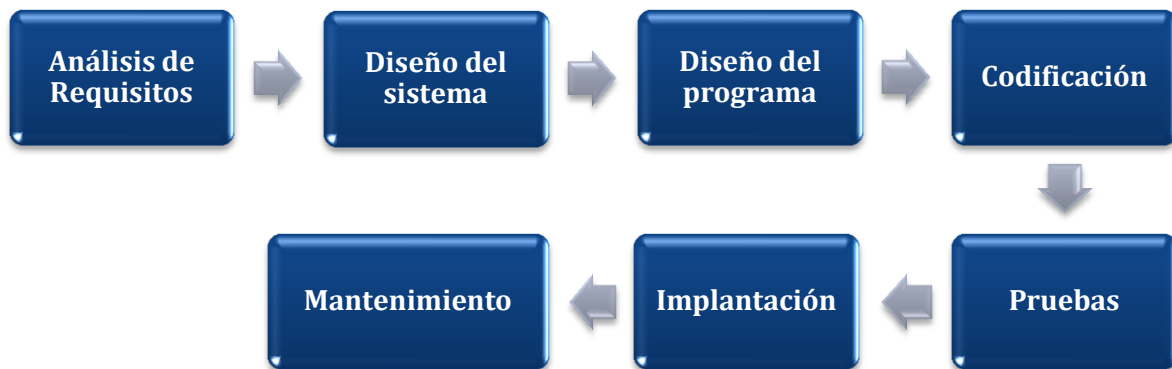 Análisis de
Requisitos
Diseño del
sistema
Diseño del
programa
Codificación
Pruebas
Implantación
Mantenimiento